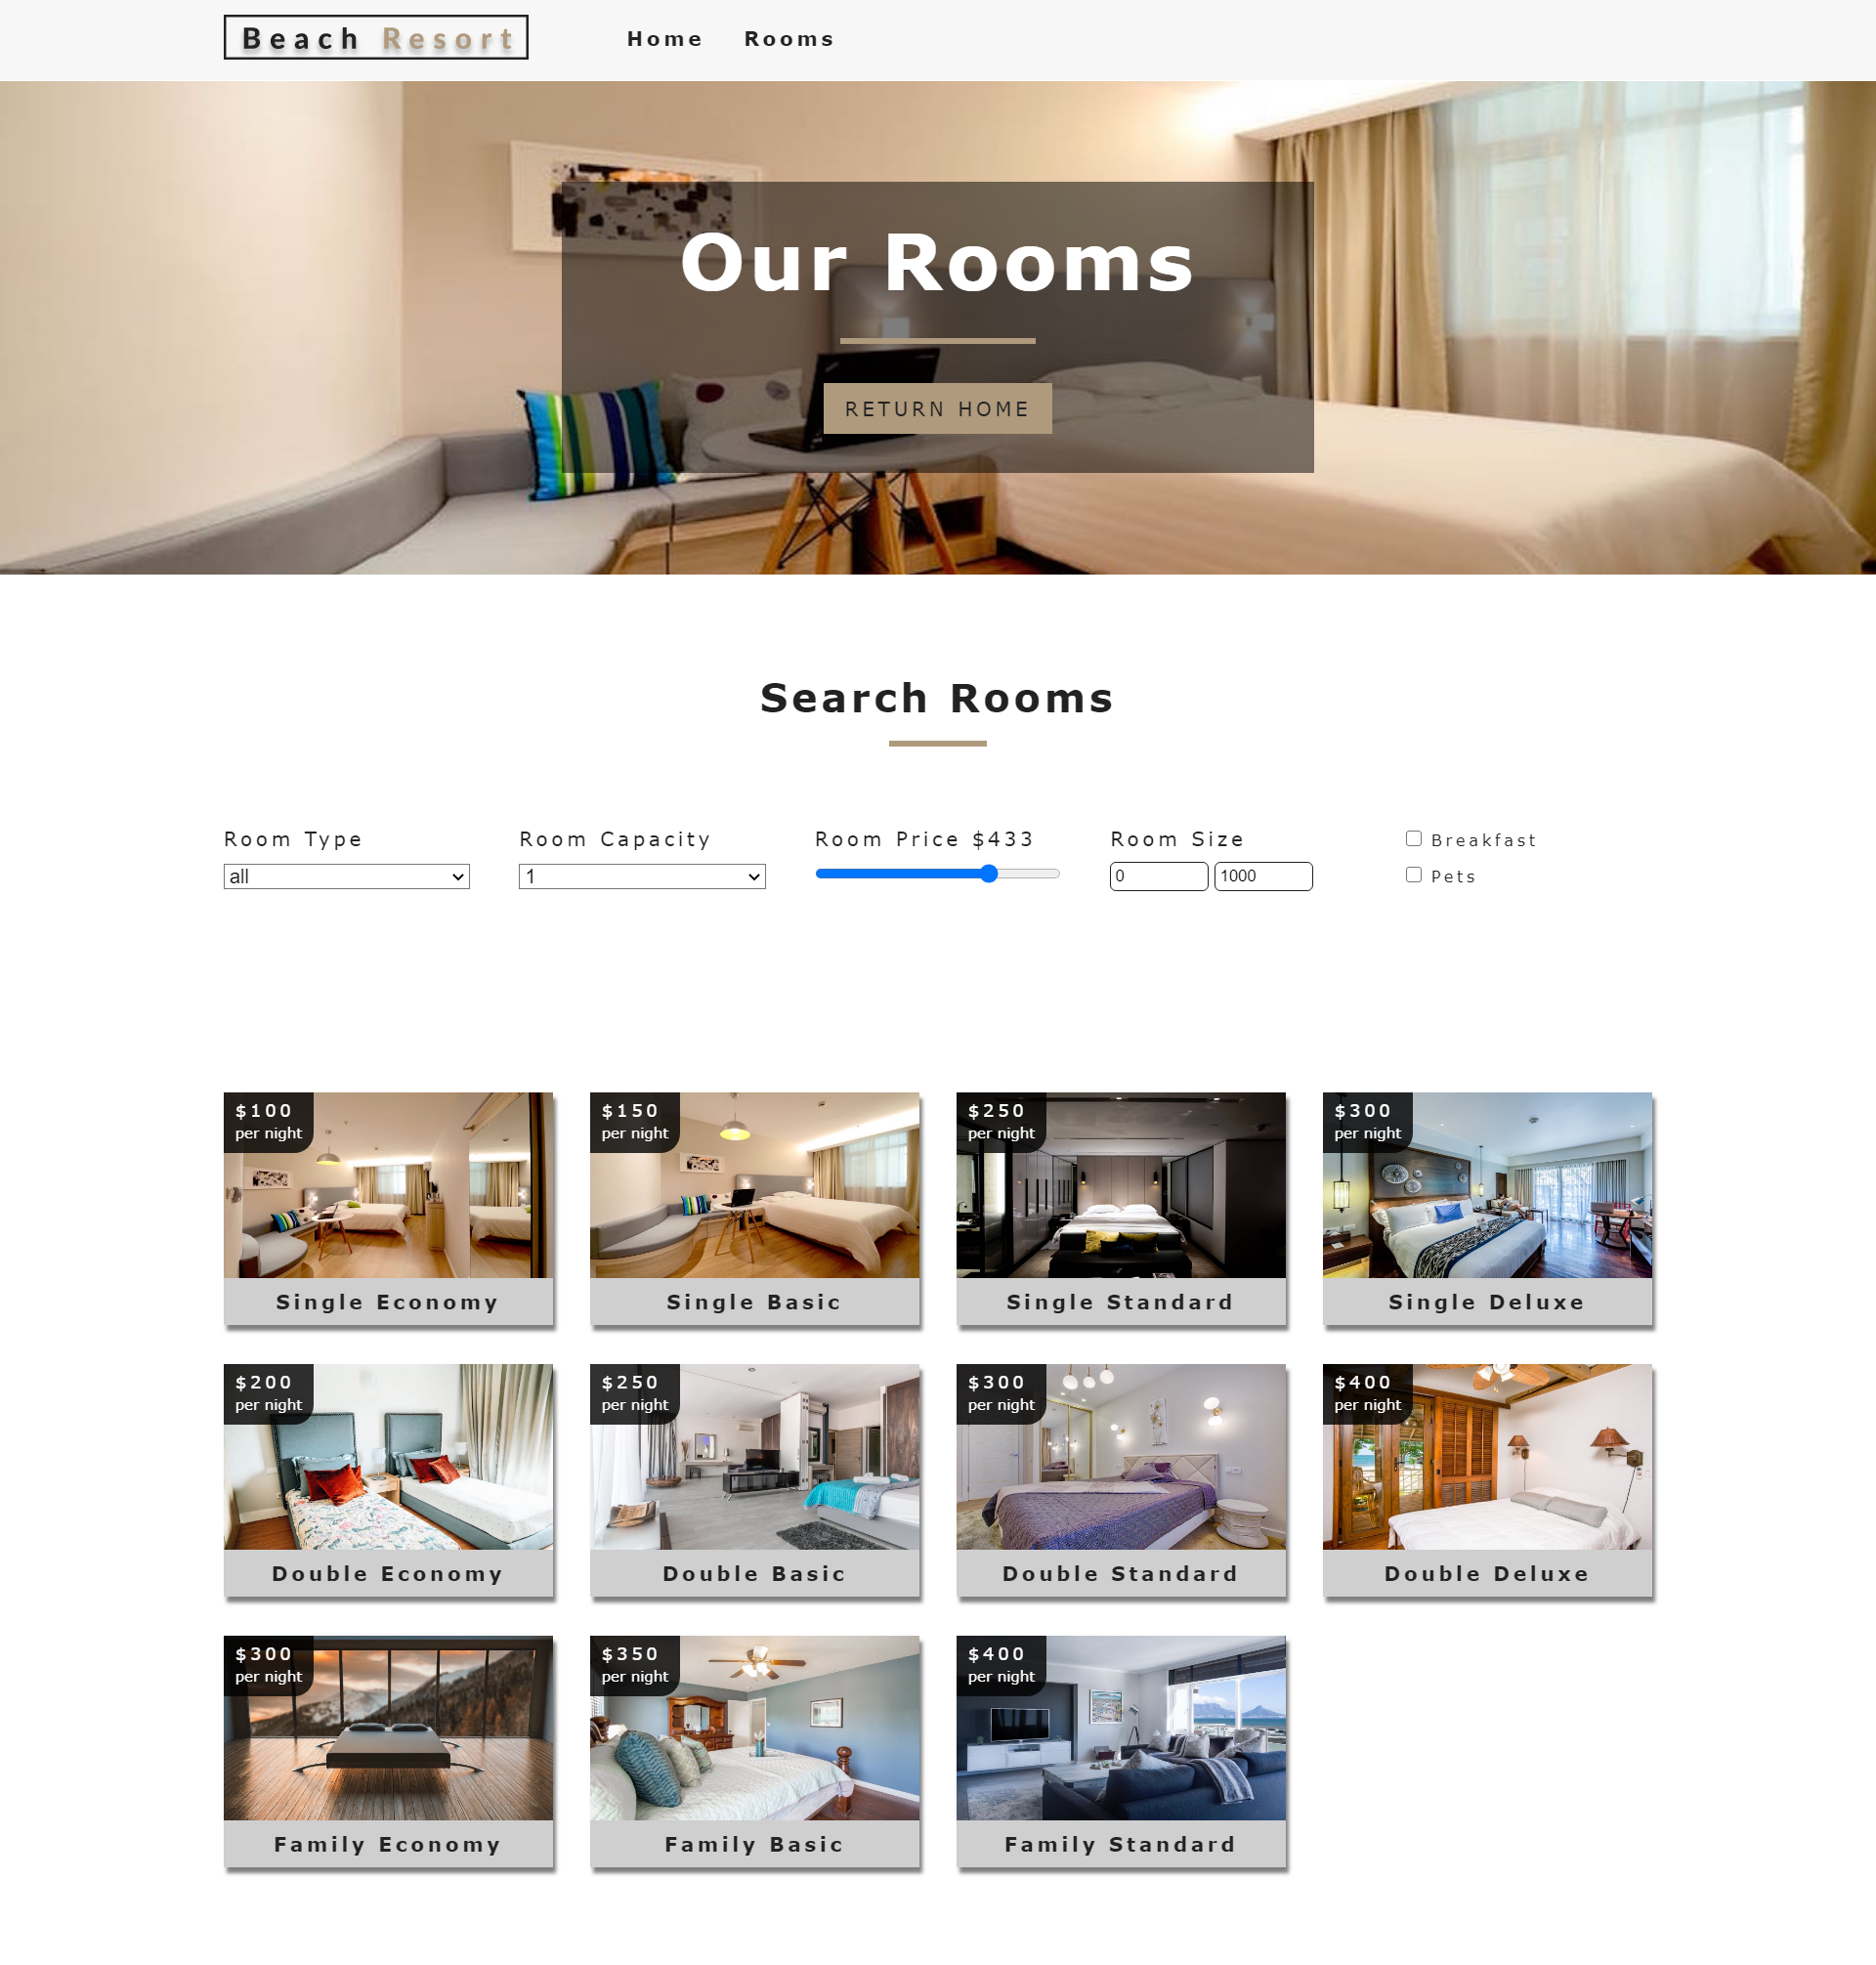 Beach Resort
Home Rooms
Our Rooms
RETURN HOME
Search Rooms
Room Type Room Capacity Room Price $433 Room Size
all 1 0 1000
Breakfast
Pets
$100
per night
Single Economy
$150
per night
Single Basic
$250
per night
Single Standard
$300
per night
Single Deluxe
$200
per night
Double Economy
$250
per night
Double Basic
$300
per night
Double Standard
$400
per night
Double Deluxe
$300
per night
Family Economy
$350
per night
Family Basic
$400
per night
Family Standard